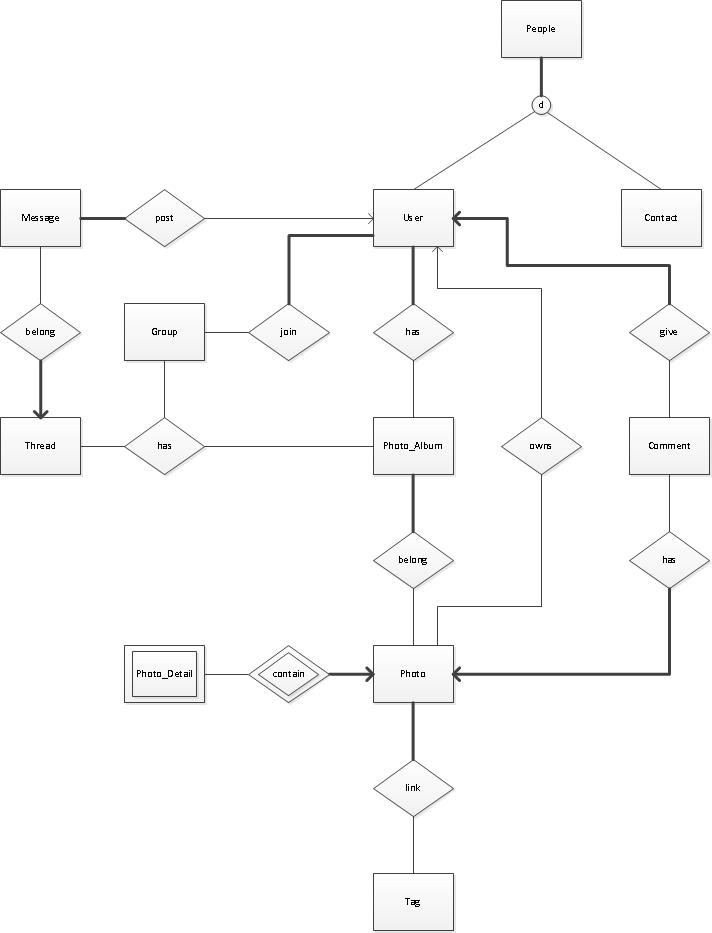 People
d
Message
post
User
Contact
belong
Group
join
has
give
Thread
has
Photo_Album
owns
Comment
belong
has
Photo_Detail
contain
Photo
link
Tag